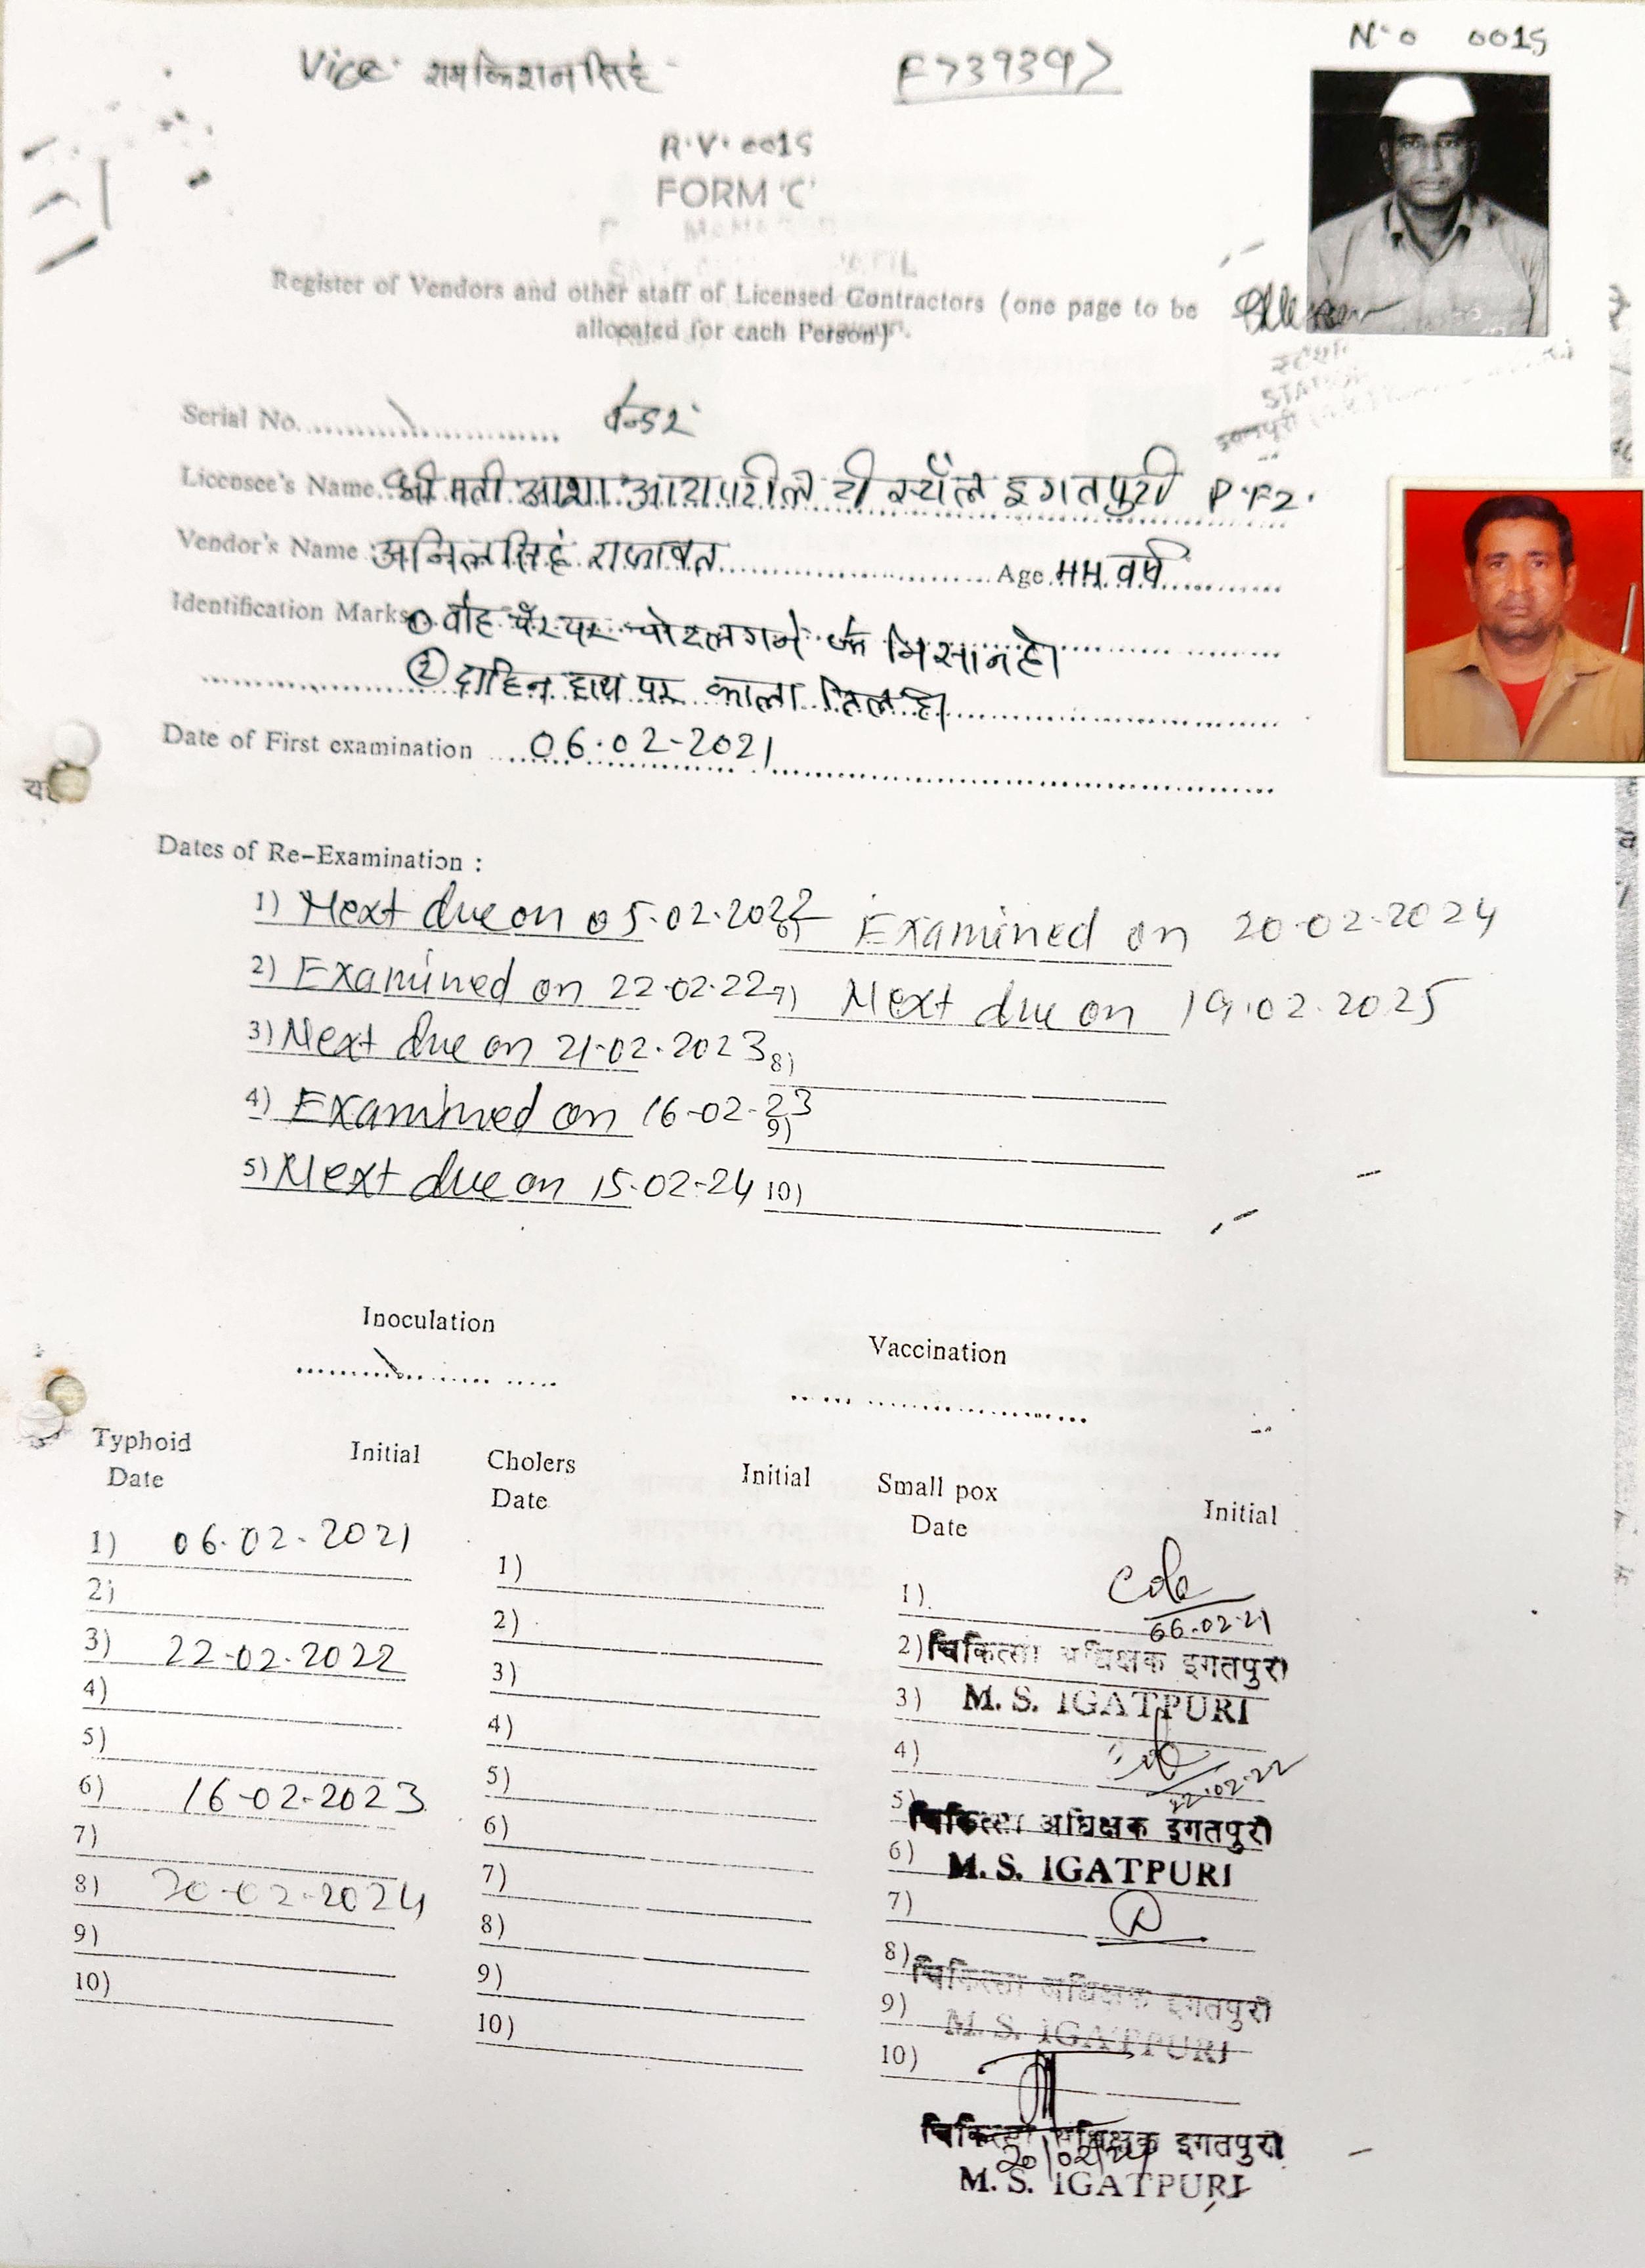 Vice रामकिशनसिंह
N.o 0015
F73939>
R.V.0015
FORM 'C'
Register of Vendors and other staff of Licensed Contractors (one page to be
allocated for each Person)
STATION
Serial No. वेन्डर
Licensee's Name श्रीमती आशा आर पाटील टी स्टॉल इगतपुरी P.F2.
Vendor's Name अनिलसिंह राजावत Age 44 वर्ष
Identification Marks ① पर चोट लगने के निसान है।
② दाहिने हाथ पर काला तिल है।
Date of First examination 06.02-2021
Dates of Re-Examination :
1) Next due on 05.02.2022
2) Examined on 22.02.22
3) Next due on 21.02.2023
4) Examined on 16-02-23
5) Next due on 15.02-24
6) Examined on 20.02.2024
7) Next due on 19.02.2025
8)
9)
10)
Inoculation
Vaccination
Typhoid Initial
Date
1) 06.02.2021
2)
3) 22.02.2022
4)
5)
6) 16-02-2023
7)
8) 20-02-2024
9)
10)
Cholers Initial
Date
1)
2)
3)
4)
5)
6)
7)
8)
9)
10)
Small pox Initial
Date
1)
06.02.21
2) चिकित्सा अधिक्षक इगतपुरी
3) M. S. IGATPURI
4)
22.02.22
5) चिकित्सा अधिक्षक इगतपुरी
6) M. S. IGATPURI
7)
8) चिकित्सा अधिक्षक इगतपुरी
9) M. S. IGATPURI
10)
चिकित्सा अधिक्षक इगतपुरी
20/02/24
M. S. IGATPURI